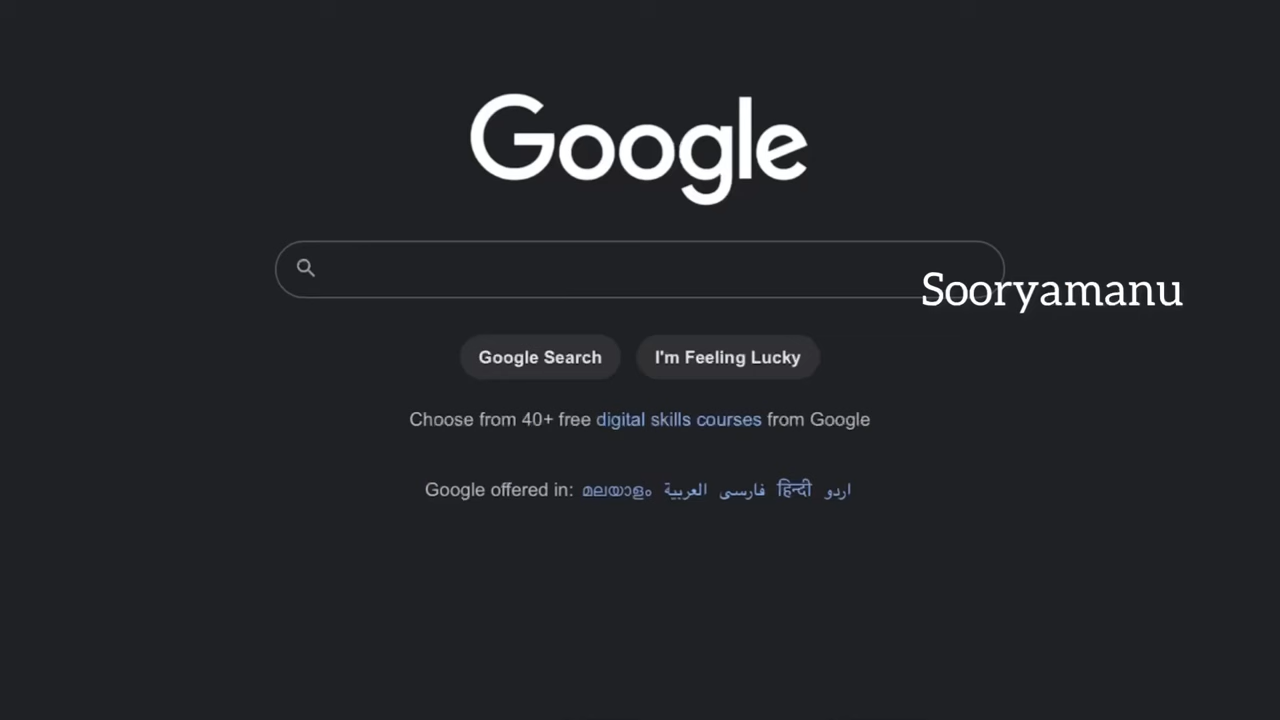 Google
Sooryamanu
Google Search
I'm Feeling Lucky
Choose from 40+ free digital skills courses from Google
Google offered in: മലയാളം العربية فارسی हिन्दी اردو